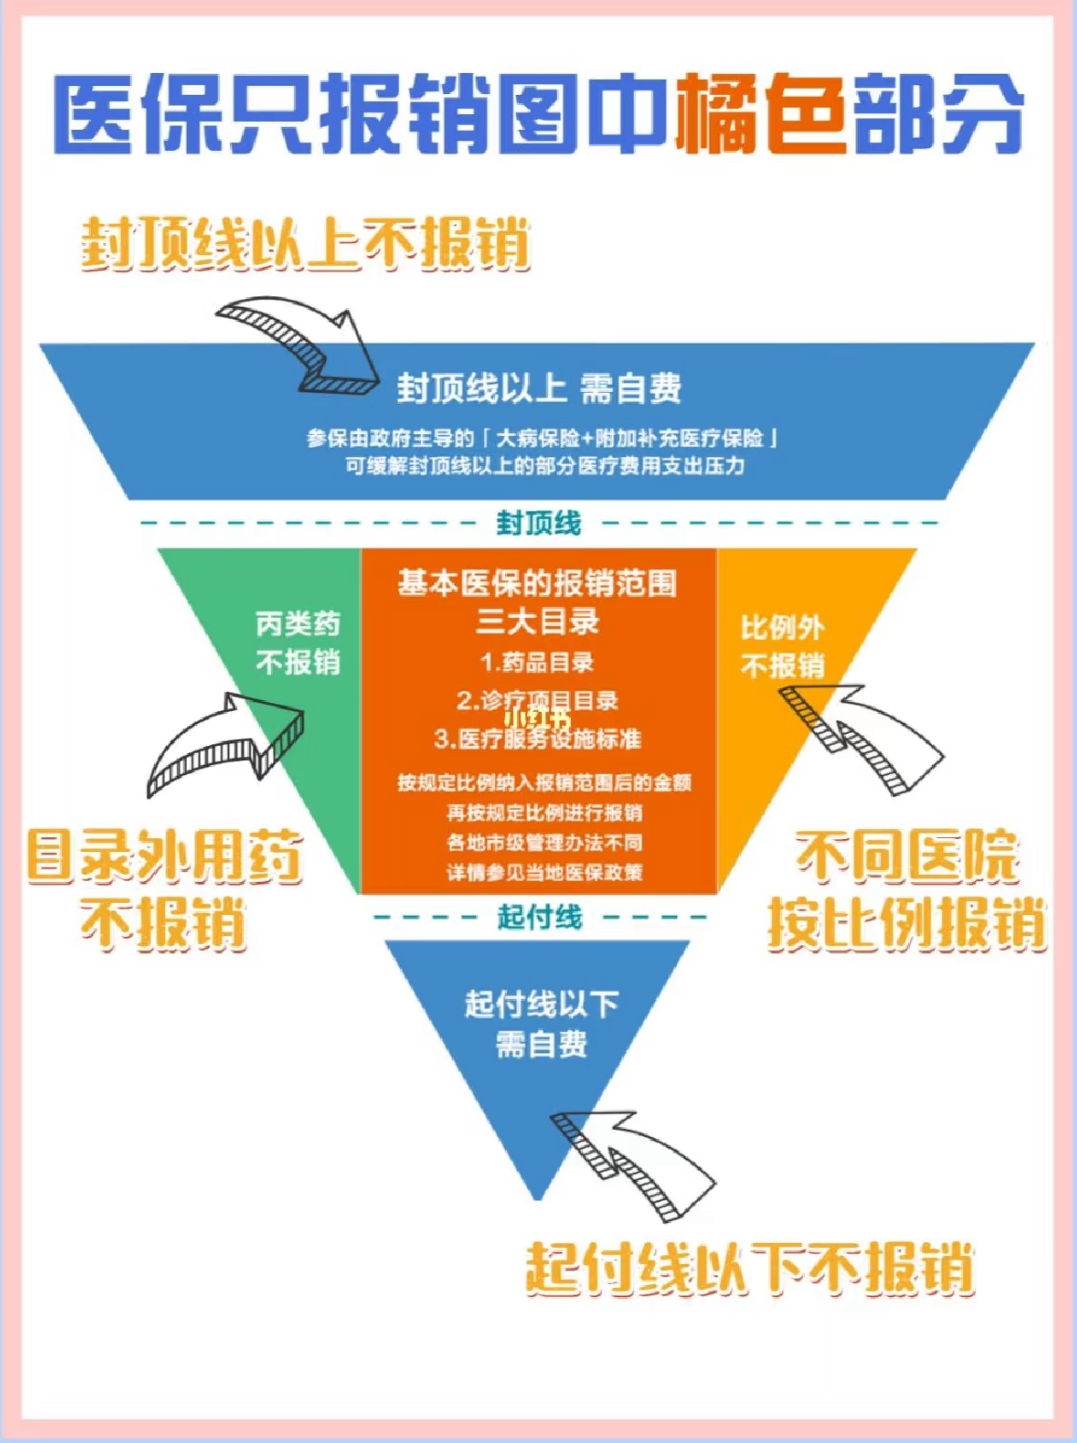 医保只报销图中橘色部分
封顶线以上不报销
封顶线以上 需自费
参保由政府主导的「大病保险+附加补充医疗保险」
可缓解封顶线以上的部分医疗费用支出压力
封顶线
丙类药
不报销
基本医保的报销范围
三大目录
1.药品目录
2.诊疗项目目录
小红书
3.医疗服务设施标准
按规定比例纳入报销范围后的金额
再按规定比例进行报销
各地市级管理办法不同
详情参见当地医保政策
比例外
不报销
目录外用药
不报销
不同医院
按比例报销
起付线
起付线以下
需自费
起付线以下不报销